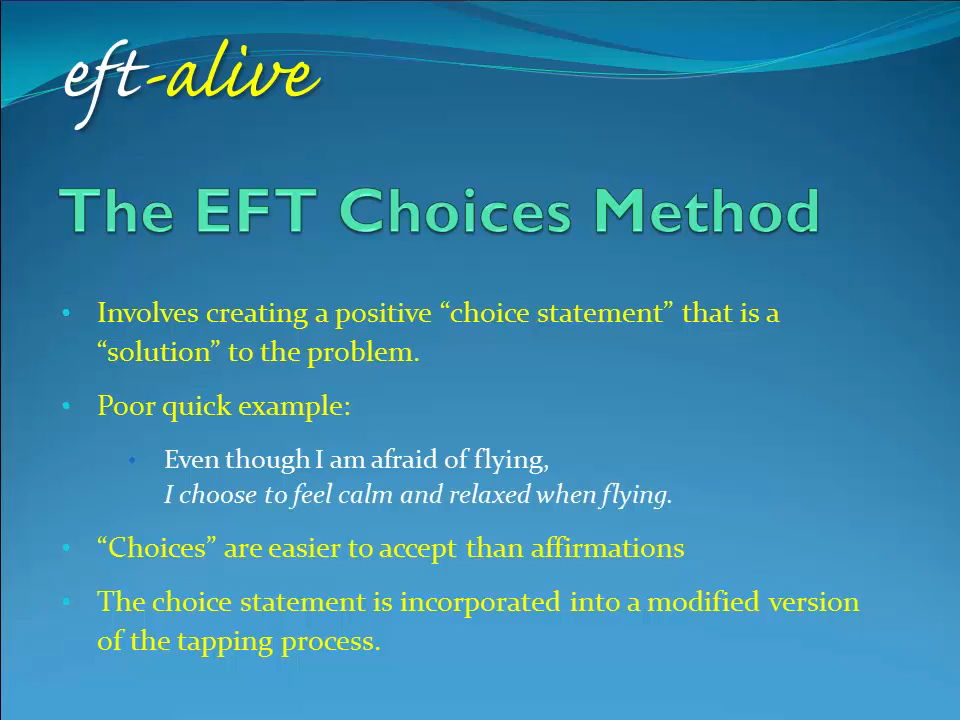 eft-alive
The EFT Choices Method
• Involves creating a positive “choice statement” that is a
“solution” to the problem.
• Poor quick example:
• Even though I am afraid of flying,
I choose to feel calm and relaxed when flying.
• “Choices” are easier to accept than affirmations
• The choice statement is incorporated into a modified version
of the tapping process.